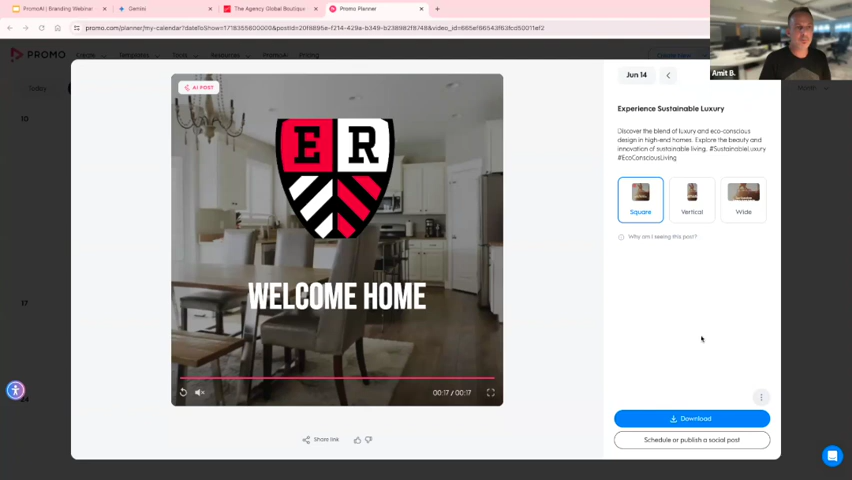 PromoAI | Branding Webinar
Gemini
The Agency Global Boutique
Promo Planner
promo.com/planner/my-calendar?dateToShow=1718355600000&postId=20f6895e-f214-429e-b349-b238982f8748&video_id=665ef66543f63fcd50011ef2
PROMO
Create
Templates
Tools
Resources
PromoAI
Pricing
Today
Month
10
17
24
AI POST
E R
WELCOME HOME
00:17 / 00:17
Share link
Jun 14
Experience Sustainable Luxury
Discover the blend of luxury and eco-conscious
design in high-end homes. Explore the beauty and
innovation of sustainable living. #SustainableLuxury
#EcoConsciousLiving
Square
Vertical
Wide
Why am I seeing this post?
Download
Schedule or publish a social post
Amit B.